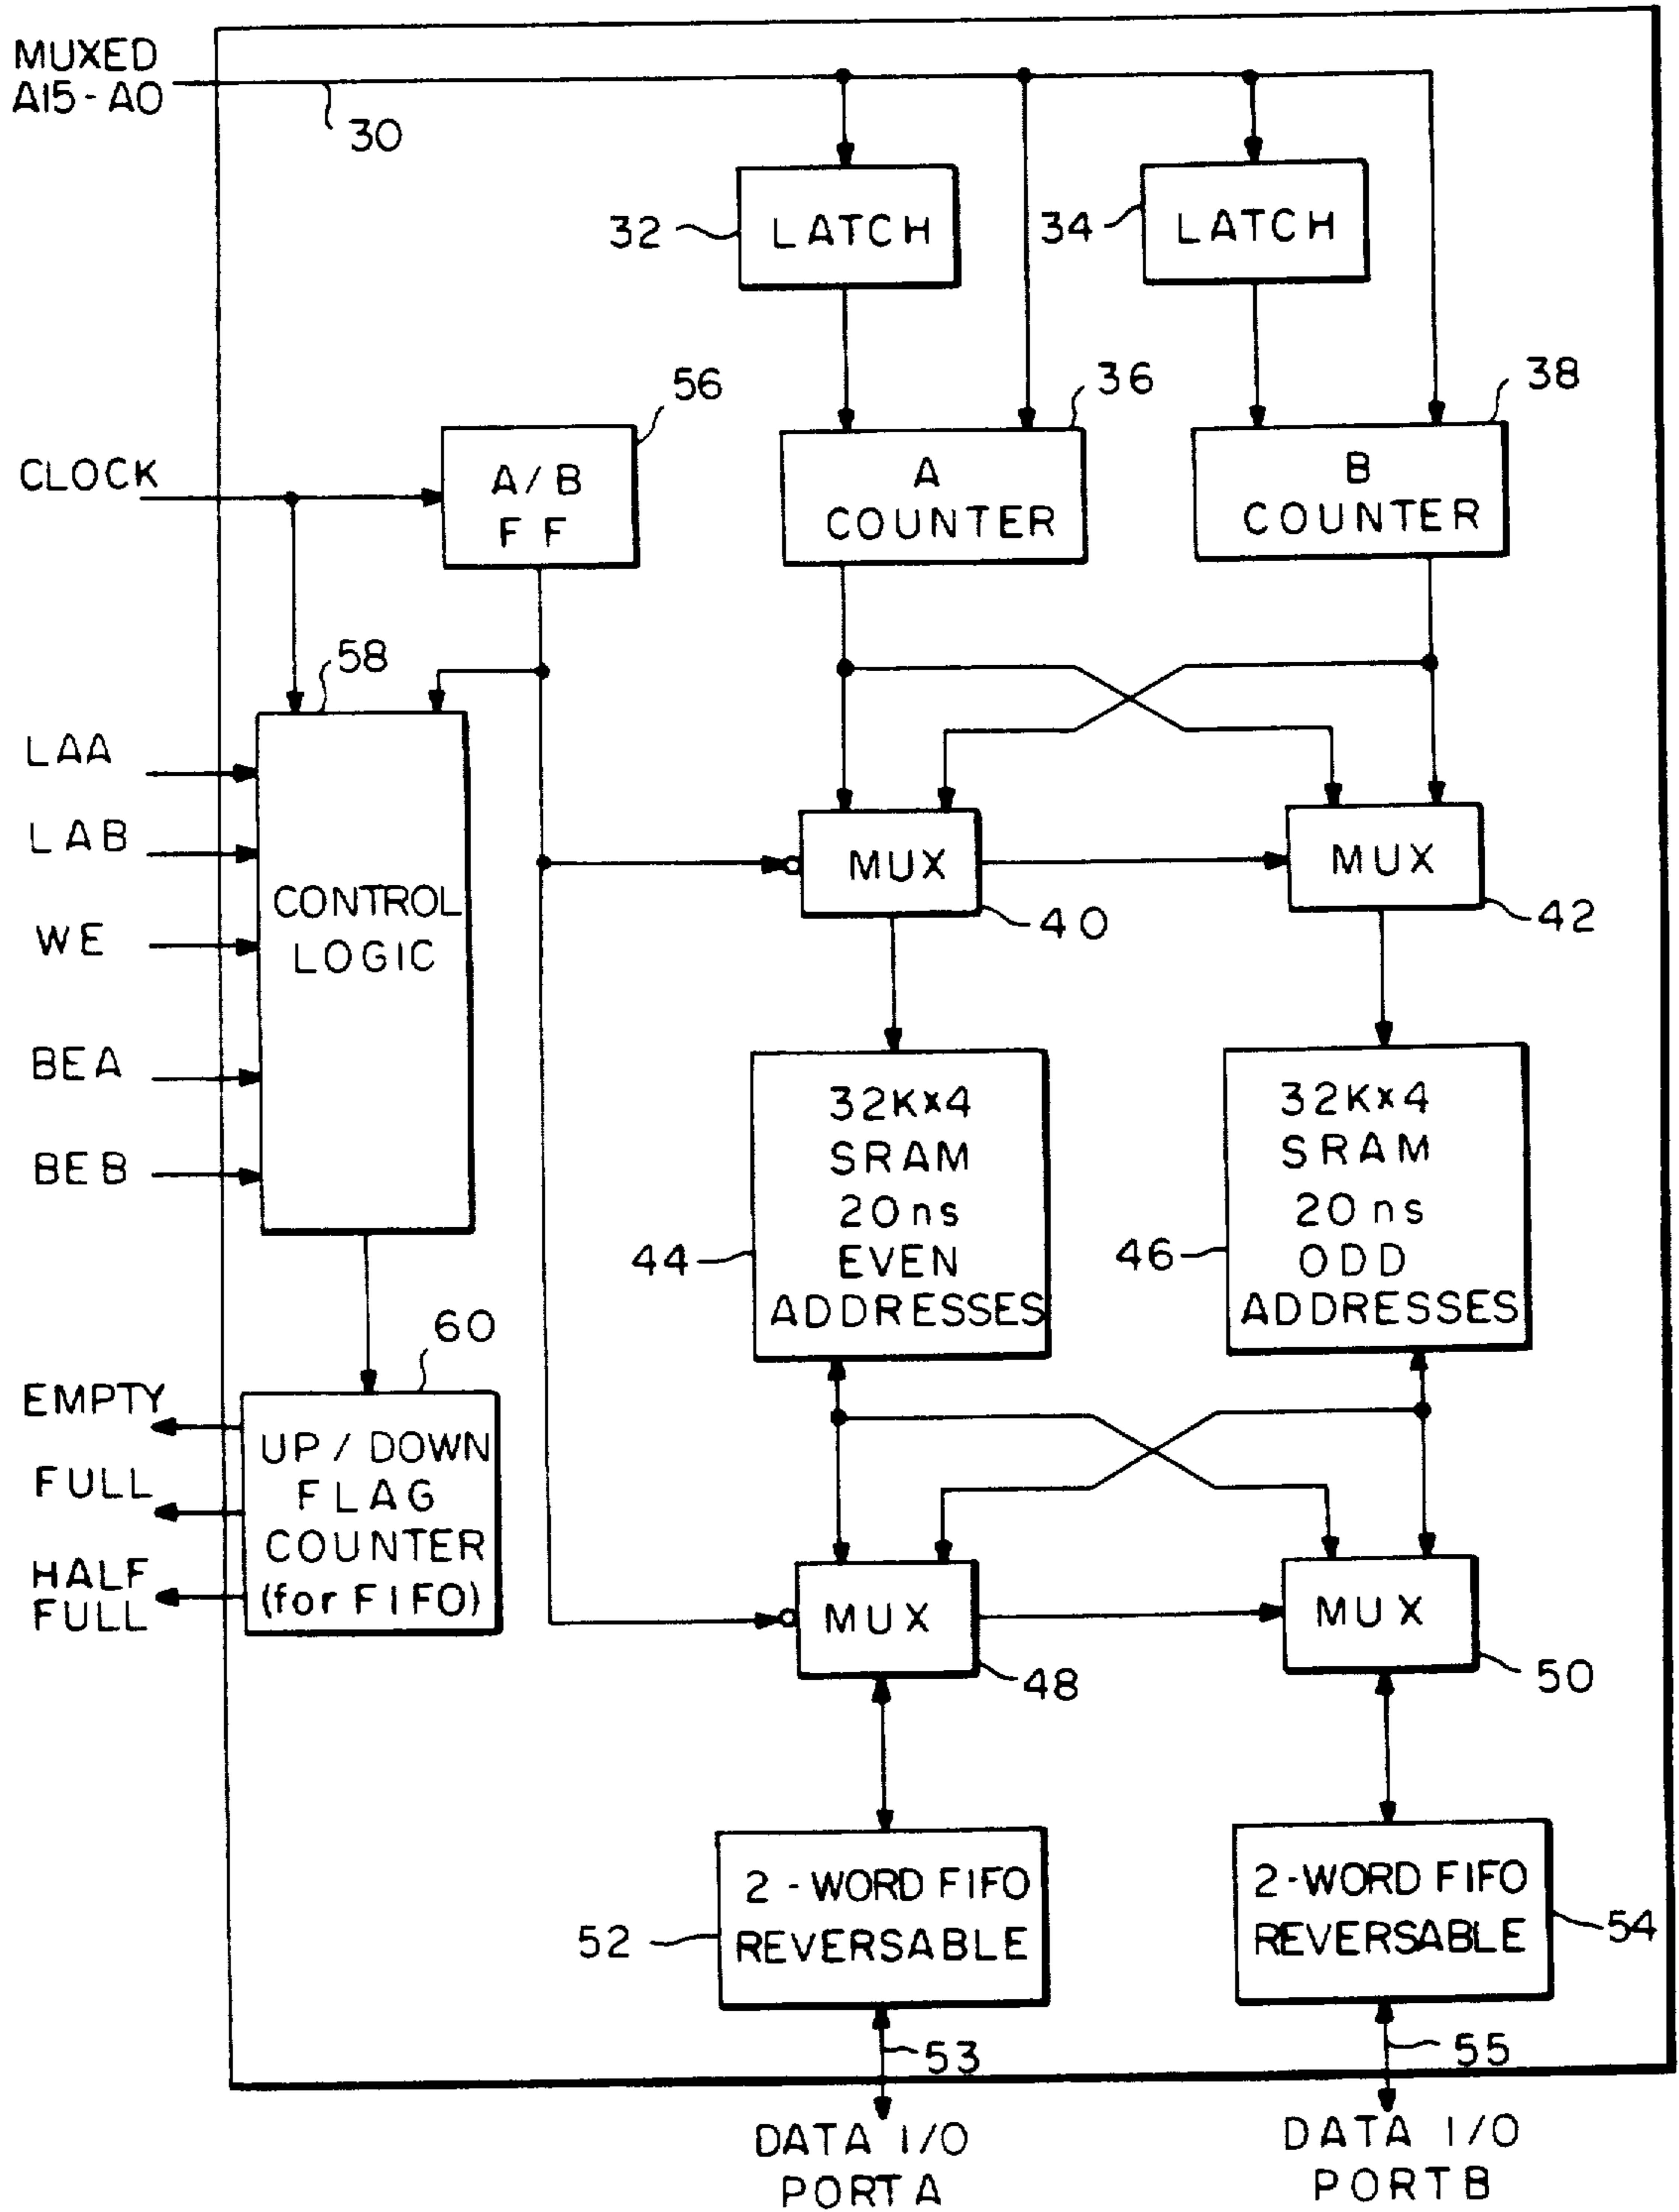 MUXED
A15-A0
30
32
LATCH
34
LATCH
56
36
38
CLOCK
A/B
FF
A
COUNTER
B
COUNTER
58
LAA
LAB
WE
BEA
BEB
CONTROL
LOGIC
MUX
40
MUX
42
32K×4
SRAM
20ns
EVEN
ADDRESSES
44
32K×4
SRAM
20ns
ODD
ADDRESSES
46
60
EMPTY
FULL
HALF
FULL
UP/DOWN
FLAG
COUNTER
(for FIFO)
MUX
48
MUX
50
2-WORD FIFO
REVERSABLE
52
2-WORD FIFO
REVERSABLE
54
53
55
DATA I/O
PORT A
DATA I/O
PORT B